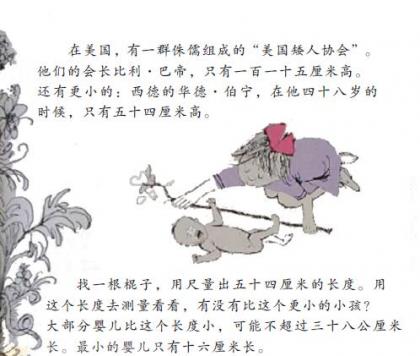 在美国，有一群侏儒组成的“美国矮人协会”。
他们的会长比利·巴帝，只有一百一十五厘米高。
还有更小的：西德的华德·伯宁，在他四十八岁的
时候，只有五十四厘米高。
找一根棍子，用尺量出五十四厘米的长度。用
这个长度去测量看看，有没有比这个更小的小孩？
大部分婴儿比这个长度小，可能不超过三十八公厘米
长。最小的婴儿只有十六厘米长。